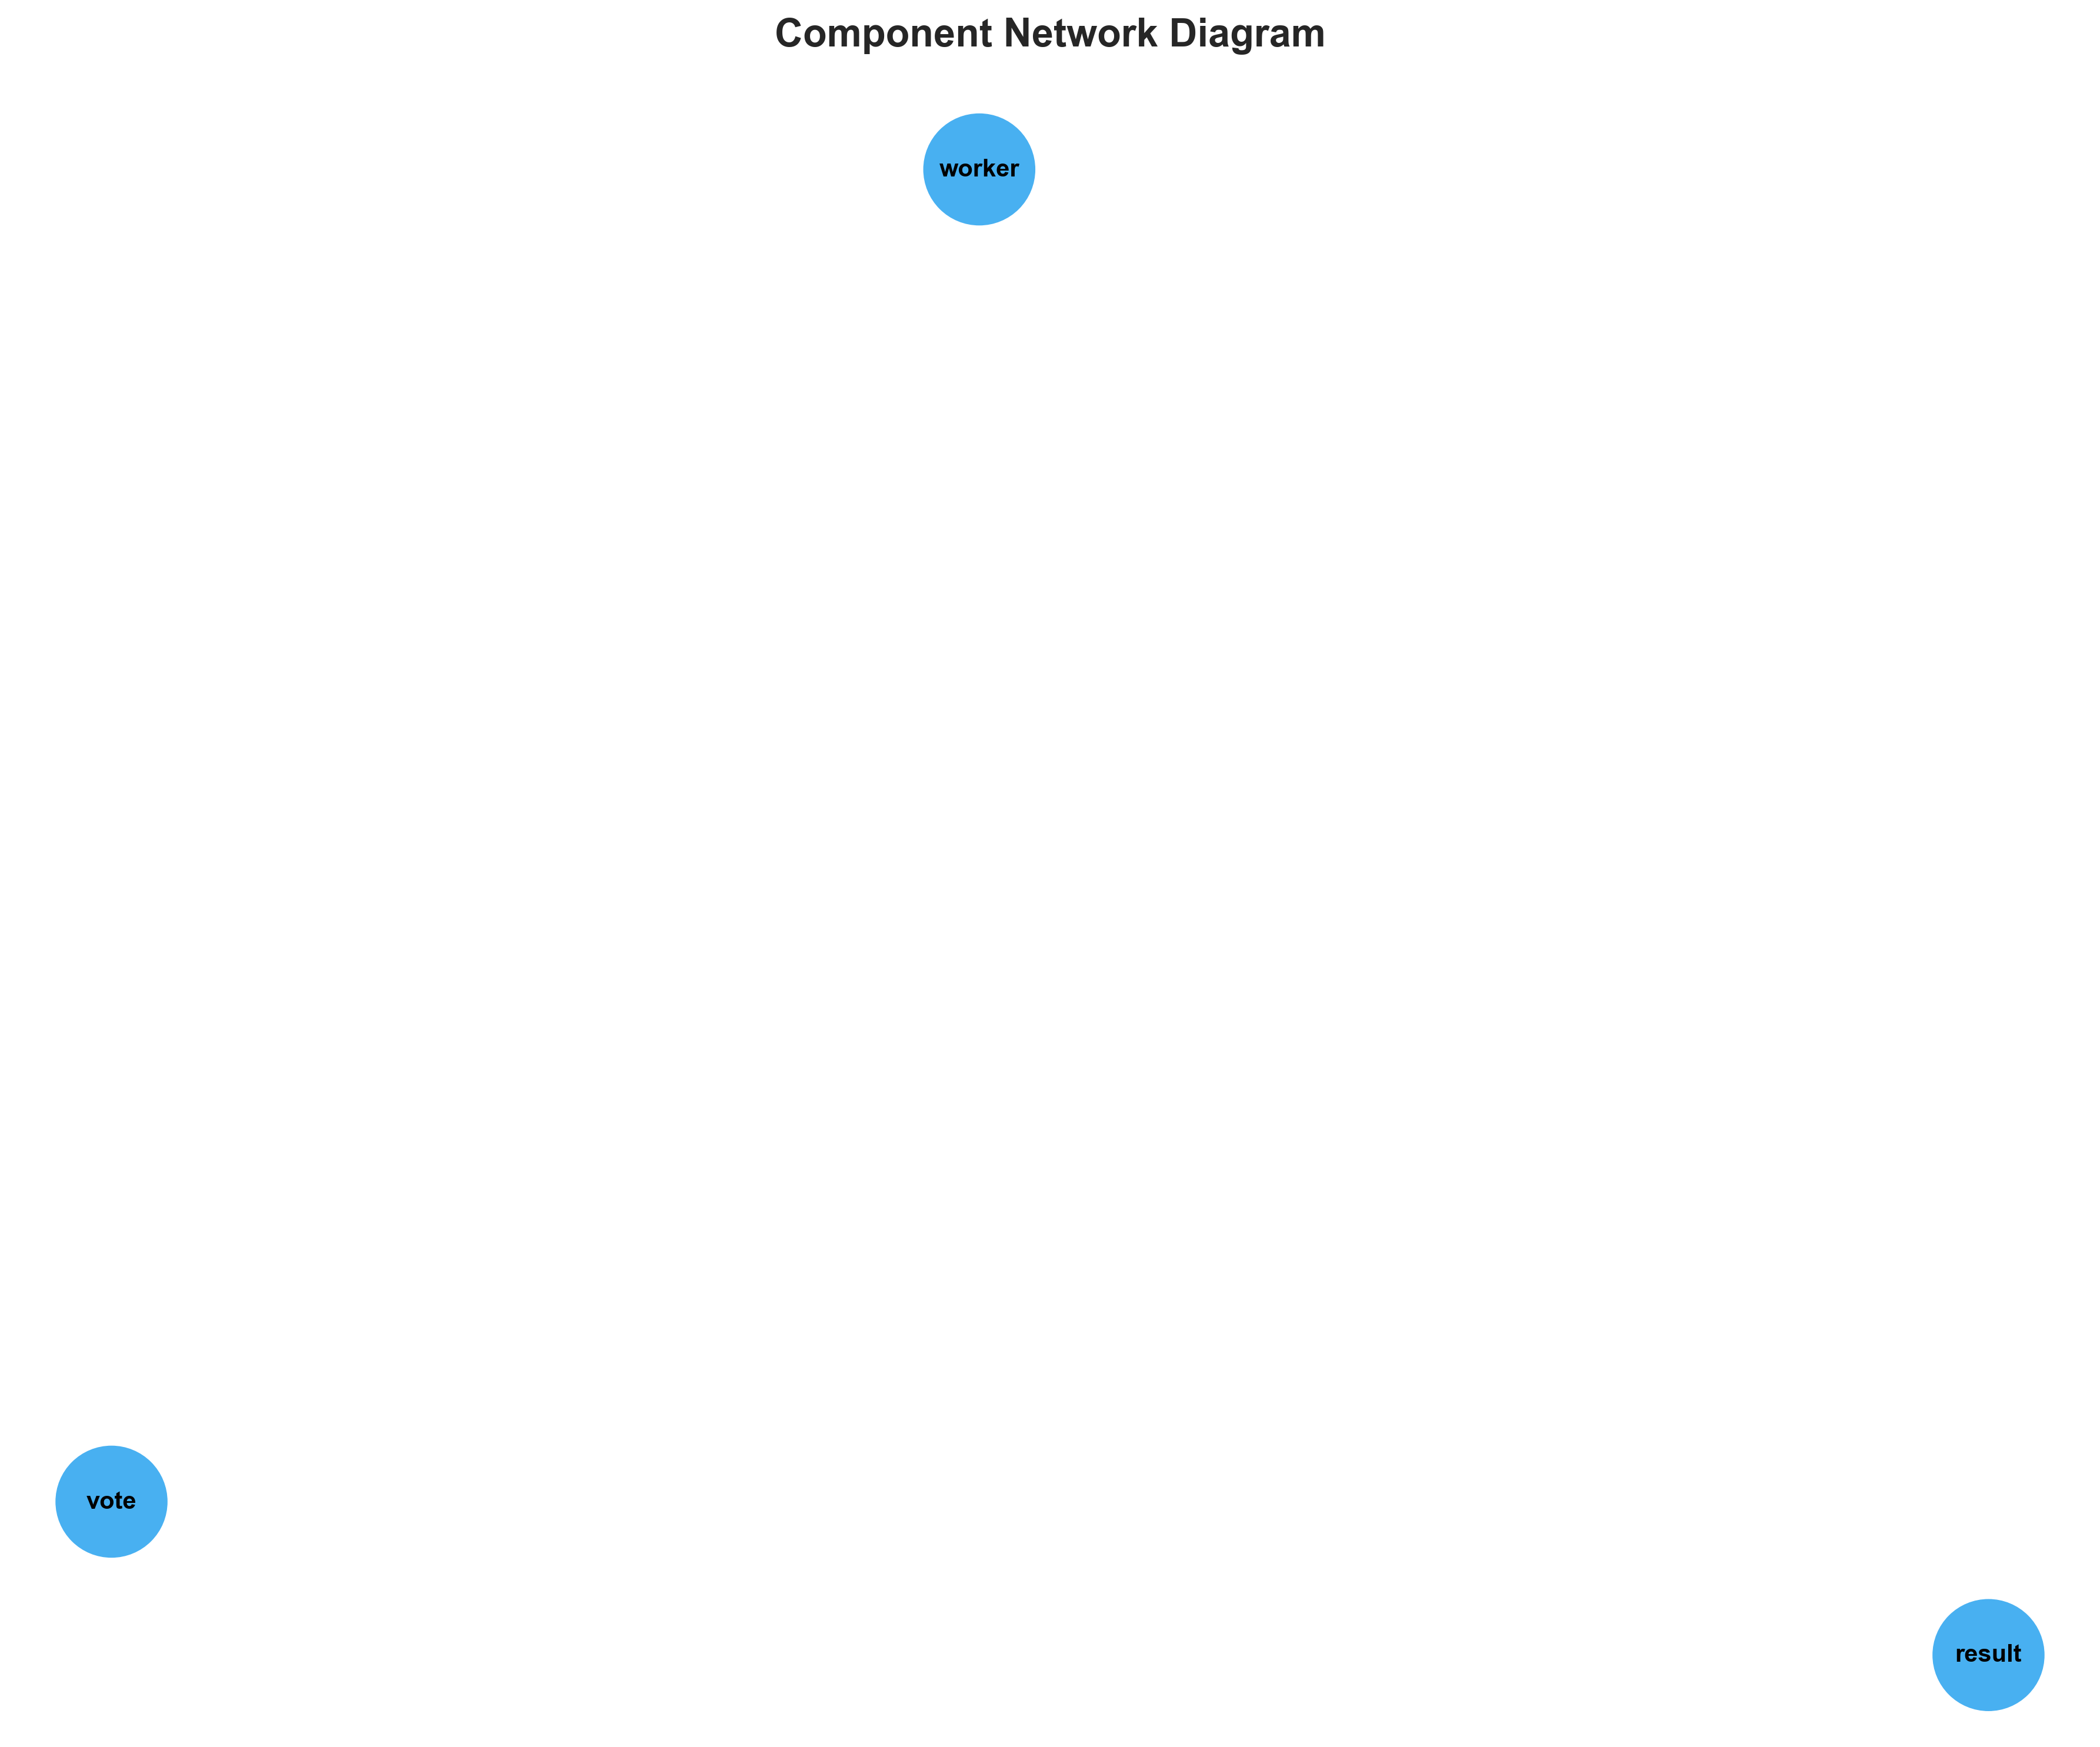 Component Network Diagram
worker
vote
result